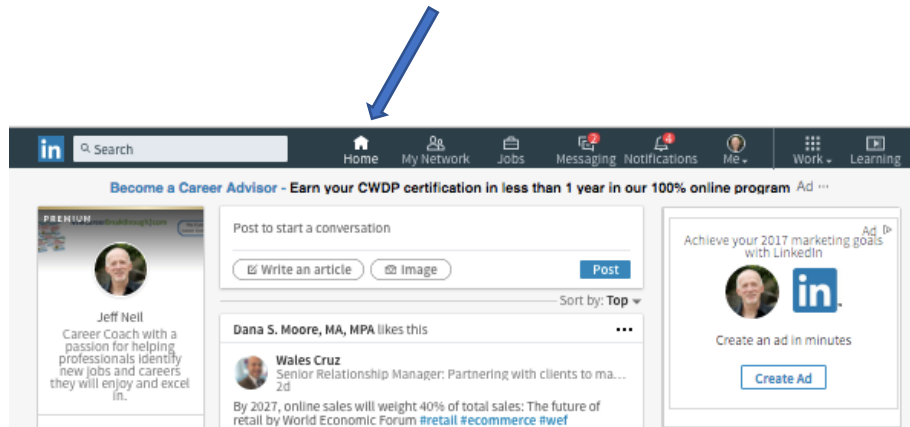 in
Search
Home
My Network
Jobs
2
Messaging
4
Notifications
Me
Work
Learning
Become a Career Advisor - Earn your CWDP certification in less than 1 year in our 100% online program Ad ...
PREMIUM
Jeff Neil
Career Coach with a
passion for helping
professionals identify
new jobs and careers
they will enjoy and excel
in.
Post to start a conversation
Write an article
Image
Post
Sort by: Top
Dana S. Moore, MA, MPA likes this
Wales Cruz
Senior Relationship Manager: Partnering with clients to ma...
2d
By 2027, online sales will weight 40% of total sales: The future of
retail by World Economic Forum #retail #ecommerce #wef
Ad
Achieve your 2017 marketing goals
with LinkedIn
in
Create an ad in minutes
Create Ad